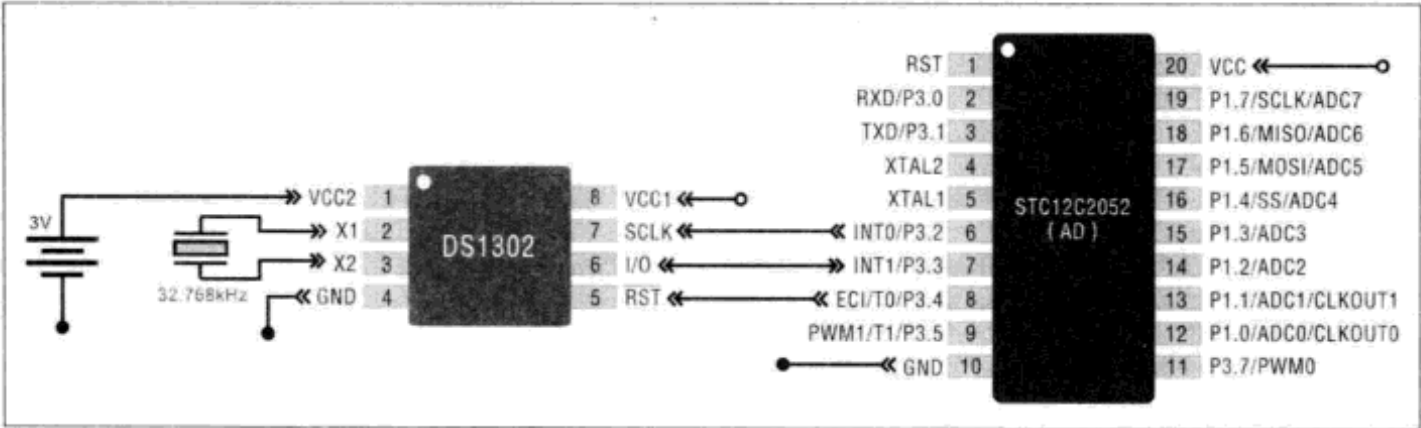 3V
32.768kHz
VCC2 1
X1 2
X2 3
GND 4
DS1302
8 VCC1
7 SCLK
6 I/O
5 RST
RST 1
RXD/P3.0 2
TXD/P3.1 3
XTAL2 4
XTAL1 5
INT0/P3.2 6
INT1/P3.3 7
ECI/T0/P3.4 8
PWM1/T1/P3.5 9
GND 10
STC12C2052
(AD)
20 VCC
19 P1.7/SCLK/ADC7
18 P1.6/MISO/ADC6
17 P1.5/MOSI/ADC5
16 P1.4/SS/ADC4
15 P1.3/ADC3
14 P1.2/ADC2
13 P1.1/ADC1/CLKOUT1
12 P1.0/ADC0/CLKOUT0
11 P3.7/PWM0